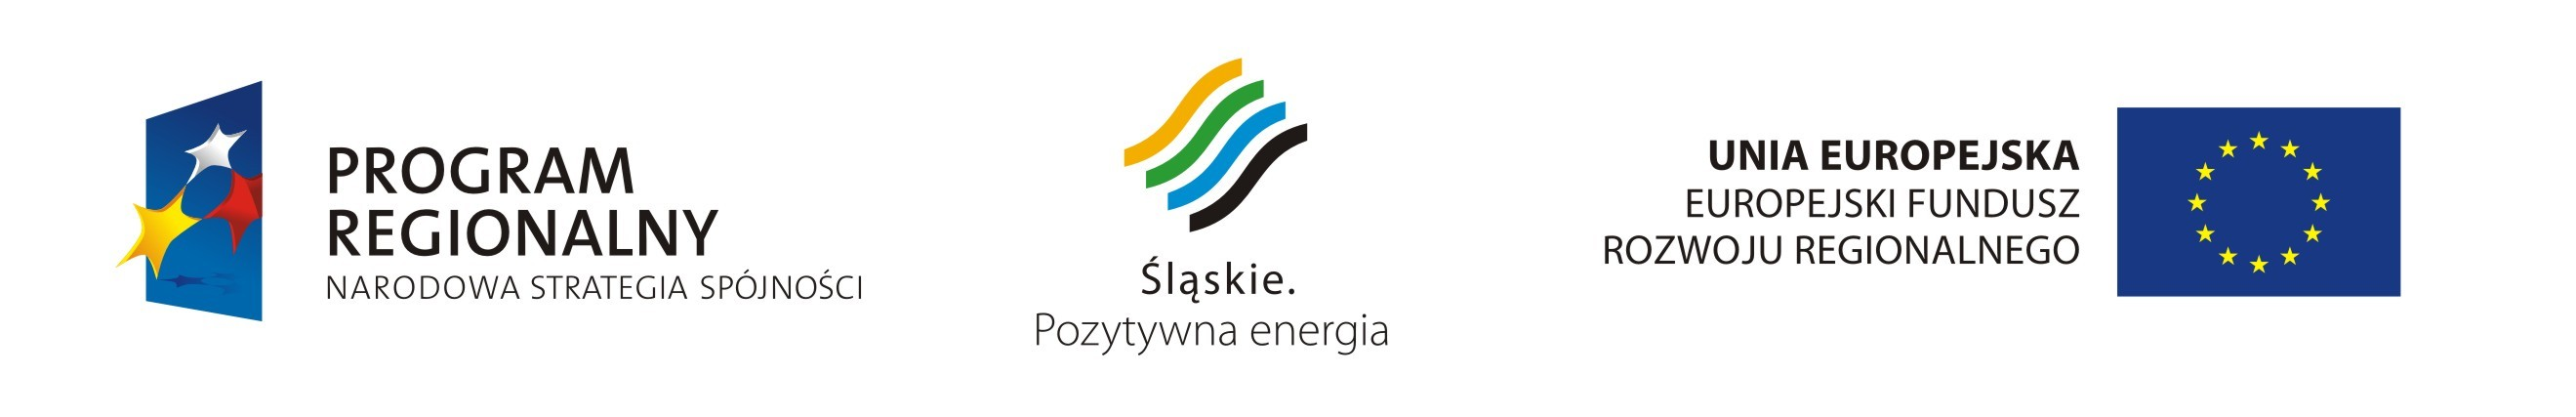 PROGRAM
REGIONALNY
NARODOWA STRATEGIA SPÓJNOŚCI
Śląskie.
Pozytywna energia
UNIA EUROPEJSKA
EUROPEJSKI FUNDUSZ
ROZWOJU REGIONALNEGO